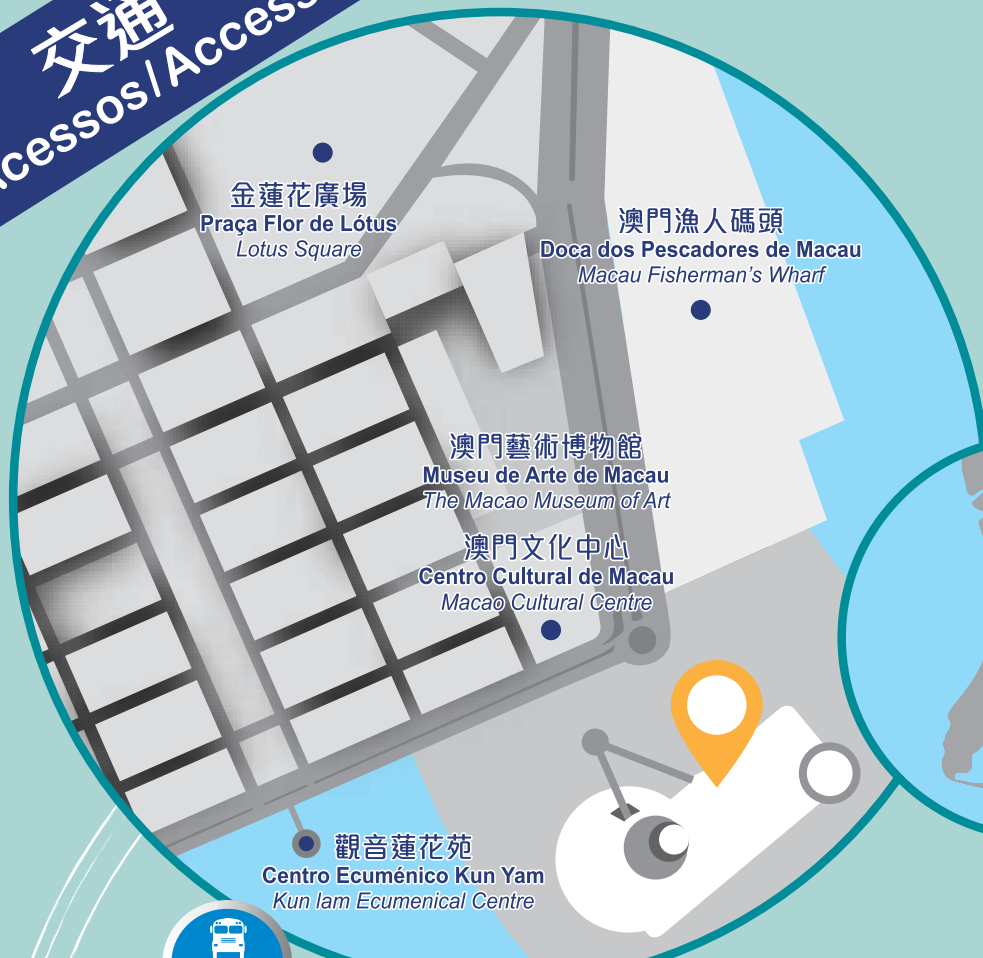 交通
Acessos/Access
金蓮花廣場
Praça Flor de Lótus
Lotus Square
澳門漁人碼頭
Doca dos Pescadores de Macau
Macau Fisherman's Wharf
澳門藝術博物館
Museu de Arte de Macau
The Macao Museum of Art
澳門文化中心
Centro Cultural de Macau
Macao Cultural Centre
觀音蓮花苑
Centro Ecuménico Kun Yam
Kun Iam Ecumenical Centre